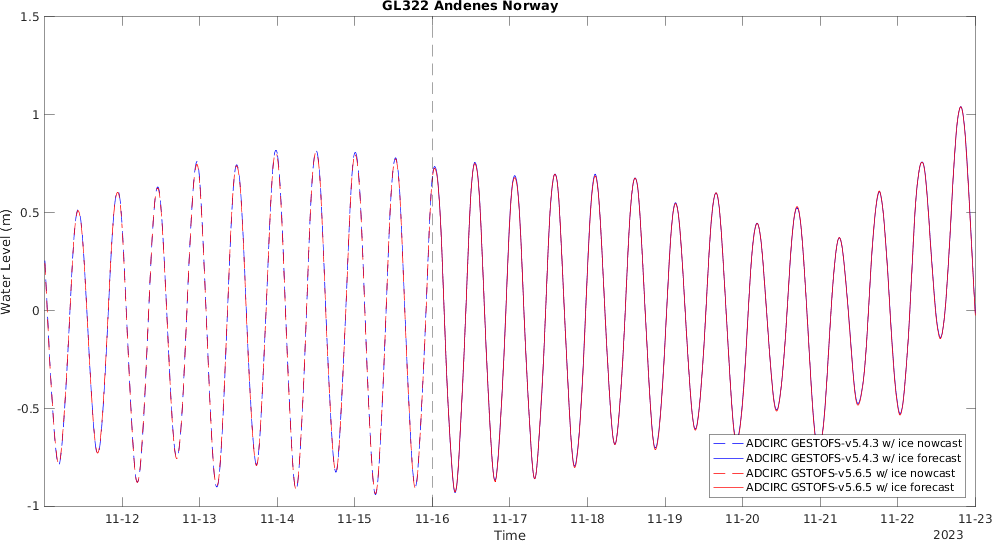 GL322 Andenes Norway
1.5
1
0.5
0
-0.5
-1
Water Level (m)
11-12 11-13 11-14 11-15 11-16 11-17 11-18 11-19 11-20 11-21 11-22 11-23
Time
2023
ADCIRC GESTOFS-v5.4.3 w/ ice nowcast
ADCIRC GESTOFS-v5.4.3 w/ ice forecast
ADCIRC GSTOFS-v5.6.5 w/ ice nowcast
ADCIRC GSTOFS-v5.6.5 w/ ice forecast